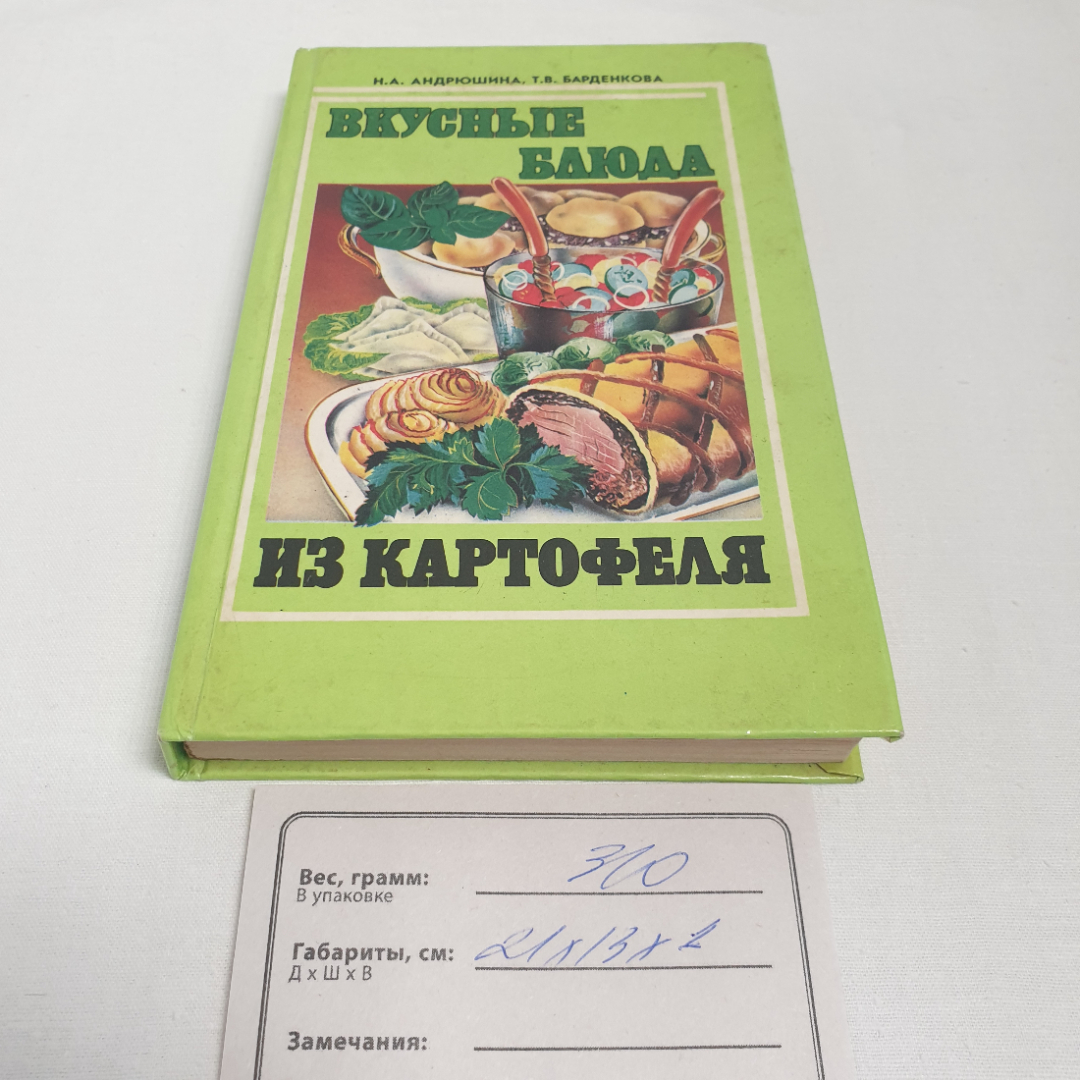 Н.А. АНДРЮШИНА, Т.В. БАРДЕНКОВА
ВКУСНЫЕ
БЛЮДА
ИЗ КАРТОФЕЛЯ
Вес, грамм: 310
В упаковке
Габариты, см: 21х13х2
Д х Ш х В
Замечания: